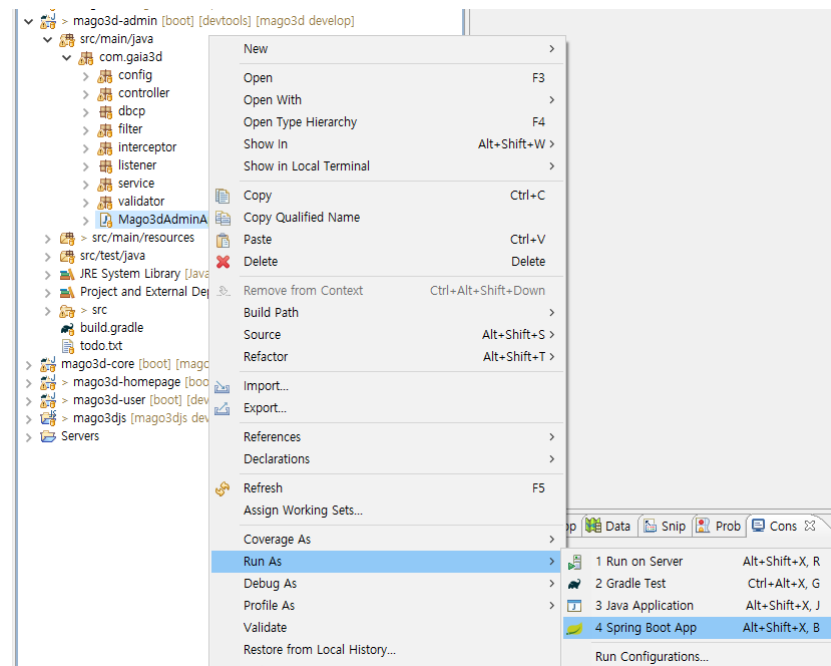 > mago3d-admin [boot] [devtools] [mago3d develop]
src/main/java
com.gaia3d
config
controller
dbcp
filter
interceptor
listener
service
validator
Mago3dAdminA
> src/main/resources
src/test/java
JRE System Library [Java
Project and External De
> src
build.gradle
todo.txt
mago3d-core [boot] [mago
> mago3d-homepage [boo
> mago3d-user [boot] [dev
> mago3djs [mago3djs dev
Servers
New >
Open F3
Open With >
Open Type Hierarchy F4
Show In Alt+Shift+W >
Show in Local Terminal >
Copy Ctrl+C
Copy Qualified Name
Paste Ctrl+V
Delete Delete
Remove from Context Ctrl+Alt+Shift+Down
Build Path >
Source Alt+Shift+S >
Refactor Alt+Shift+T >
Import...
Export...
References >
Declarations >
Refresh F5
Assign Working Sets...
Coverage As >
Run As >
Debug As >
Profile As >
Validate
Restore from Local History...
Data Snip Prob Cons
1 Run on Server Alt+Shift+X, R
2 Gradle Test Ctrl+Alt+X, G
3 Java Application Alt+Shift+X, J
4 Spring Boot App Alt+Shift+X, B
Run Configurations...